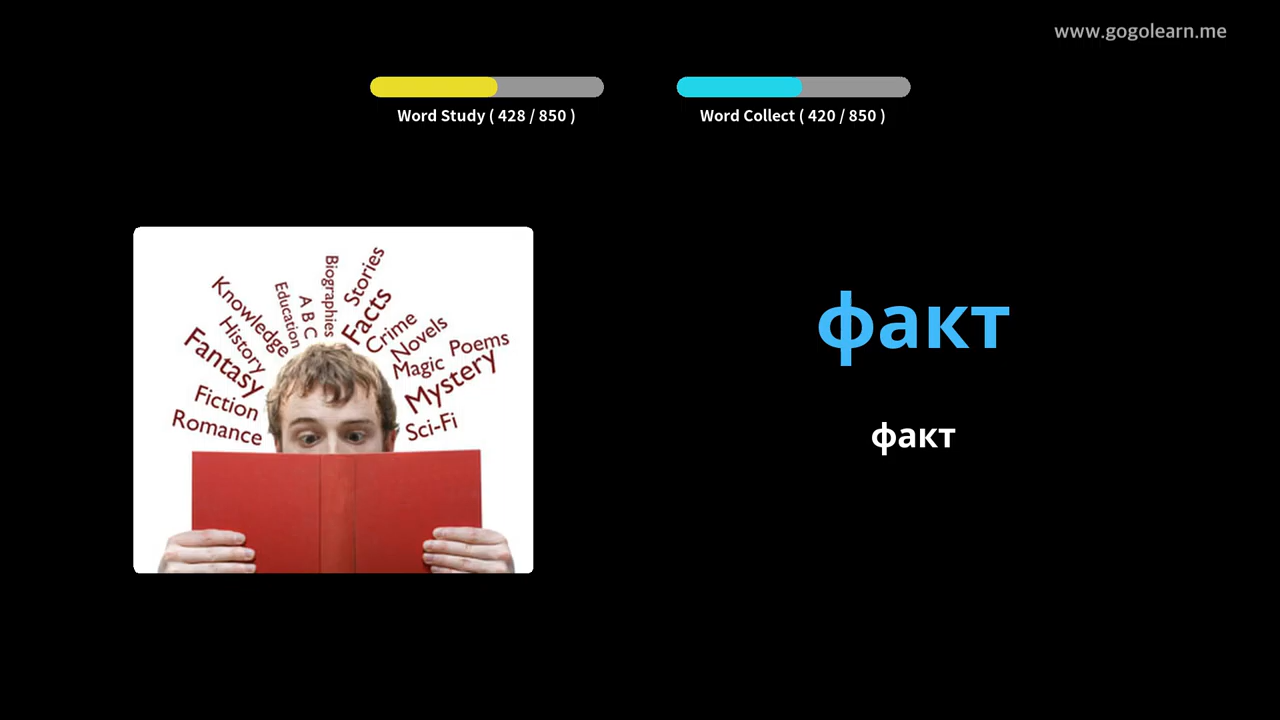 www.gogolearn.me
Word Study ( 428 / 850 )
Word Collect ( 420 / 850 )
Knowledge
Education
A B C
Biographies
Stories
Facts
History
Crime
Novels
Poems
Fantasy
Magic
Mystery
Fiction
Romance
Sci-Fi
факт
факт